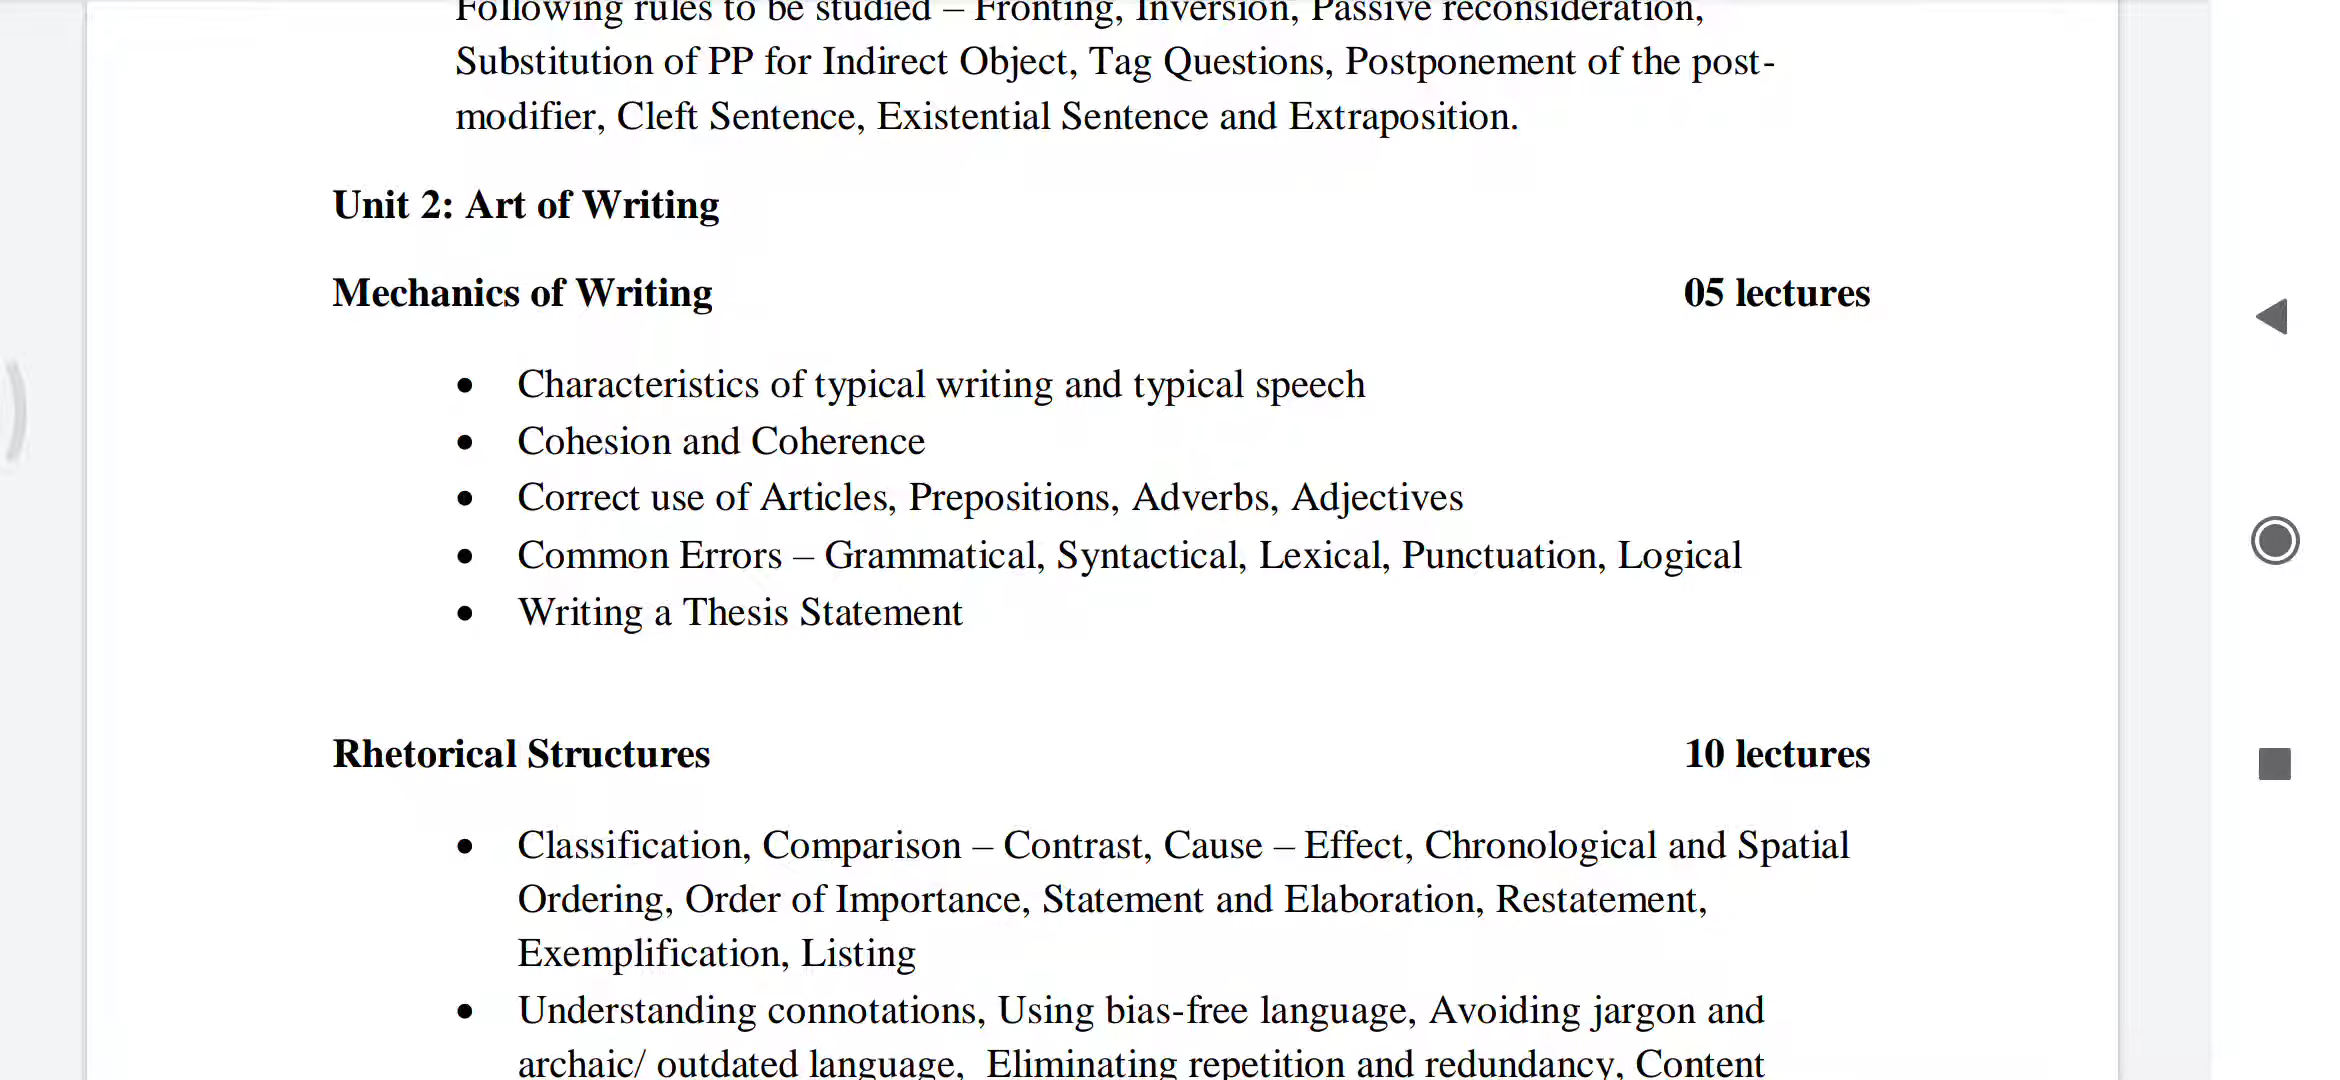 Following rules to be studied – Fronting, Inversion, Passive reconsideration,
Substitution of PP for Indirect Object, Tag Questions, Postponement of the post-
modifier, Cleft Sentence, Existential Sentence and Extraposition.
Unit 2: Art of Writing
Mechanics of Writing 05 lectures
• Characteristics of typical writing and typical speech
• Cohesion and Coherence
• Correct use of Articles, Prepositions, Adverbs, Adjectives
• Common Errors – Grammatical, Syntactical, Lexical, Punctuation, Logical
• Writing a Thesis Statement
Rhetorical Structures 10 lectures
• Classification, Comparison – Contrast, Cause – Effect, Chronological and Spatial
Ordering, Order of Importance, Statement and Elaboration, Restatement,
Exemplification, Listing
• Understanding connotations, Using bias-free language, Avoiding jargon and
archaic/ outdated language,  Eliminating repetition and redundancy, Content